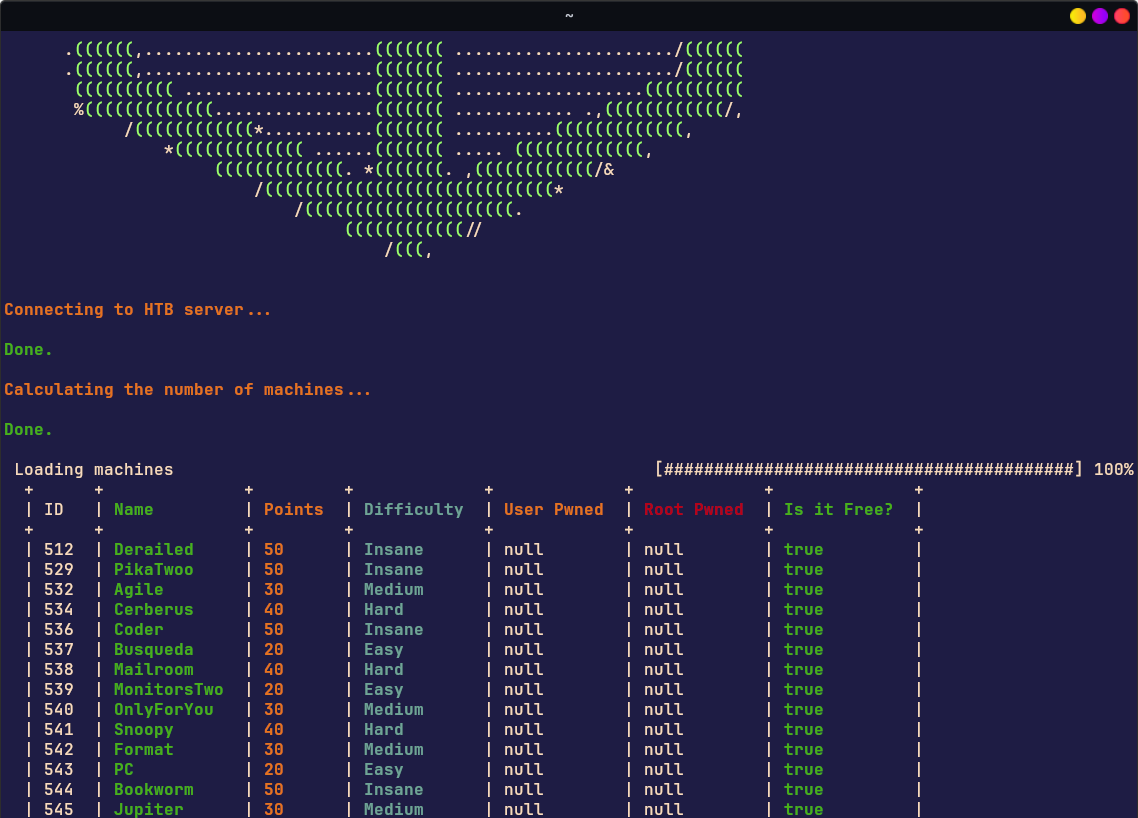 ~
.((((((,.......................((((((( ....................../((((((
.((((((,.......................((((((( ....................../((((((
(((((((((( ...................((((((( ...................((((((((((
%(((((((((((((................((((((( ............ .,((((((((((((/,
/((((((((((((*...........((((((( ..........(((((((((((((,
*((((((((((((( ......((((((( ..... (((((((((((((,
(((((((((((((. *(((((((. ,((((((((((((/&
/(((((((((((((((((((((((((((((*
/(((((((((((((((((((((.
((((((((((((//
/(((,
Connecting to HTB server...
Done.
Calculating the number of machines...
Done.
Loading machines [#########################################] 100%
+ + + + + + + +
| ID | Name | Points | Difficulty | User Pwned | Root Pwned | Is it Free? |
+ + + + + + + +
| 512 | Derailed | 50 | Insane | null | null | true |
| 529 | PikaTwoo | 50 | Insane | null | null | true |
| 532 | Agile | 30 | Medium | null | null | true |
| 534 | Cerberus | 40 | Hard | null | null | true |
| 536 | Coder | 50 | Insane | null | null | true |
| 537 | Busqueda | 20 | Easy | null | null | true |
| 538 | Mailroom | 40 | Hard | null | null | true |
| 539 | MonitorsTwo | 20 | Easy | null | null | true |
| 540 | OnlyForYou | 30 | Medium | null | null | true |
| 541 | Snoopy | 40 | Hard | null | null | true |
| 542 | Format | 30 | Medium | null | null | true |
| 543 | PC | 20 | Easy | null | null | true |
| 544 | Bookworm | 50 | Insane | null | null | true |
| 545 | Jupiter | 30 | Medium | null | null | true |